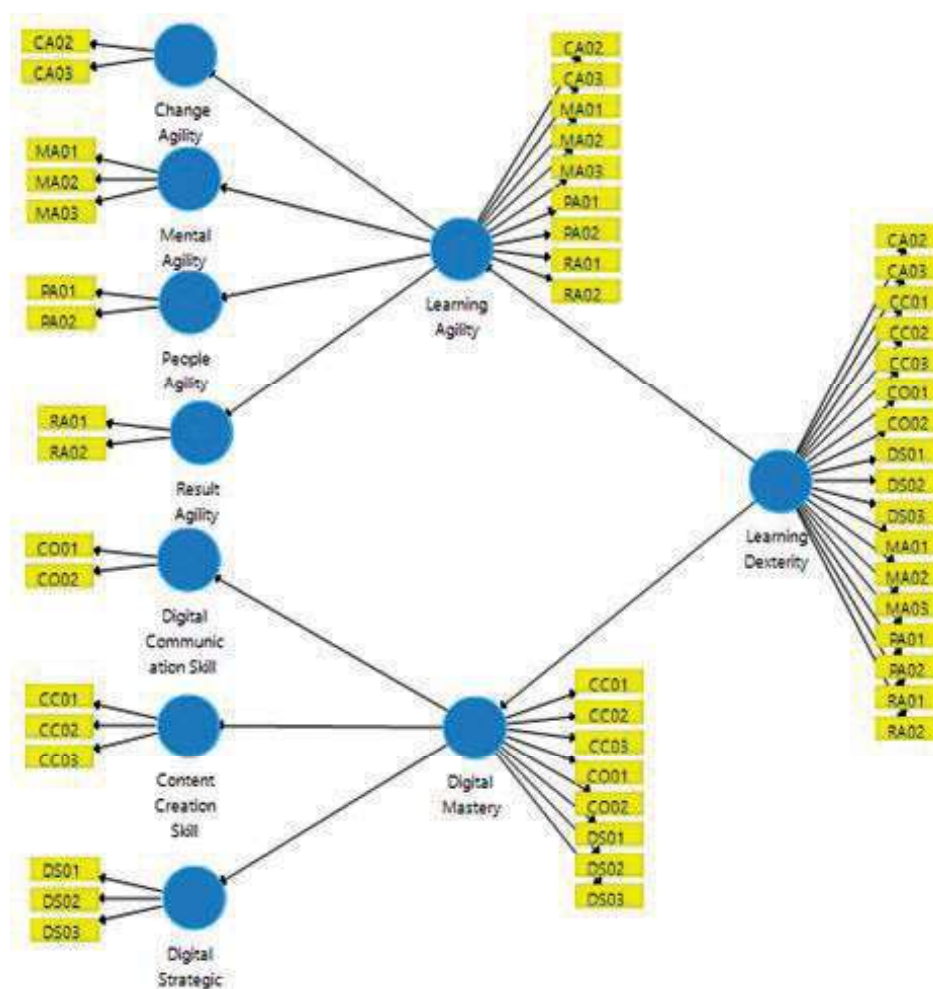 CA02
CA03
Change
Agility
MA01
MA02
MA03
Mental
Agility
PA01
PA02
People
Agility
RA01
RA02
Result
Agility
CO01
CO02
Digital
Communic
ation Skill
CC01
CC02
CC03
Content
Creation
Skill
DS01
DS02
DS03
Digital
Strategic
CA02
CA03
MA01
MA02
MA03
PA01
PA02
RA01
RA02
Learning
Agility
CC01
CC02
CC03
CO01
CO02
DS01
DS02
DS03
Digital
Mastery
CA02
CA03
CC01
CC02
CC03
CO01
CO02
DS01
DS02
DS03
MA01
MA02
MA03
PA01
PA02
RA01
RA02
Learning
Dexterity